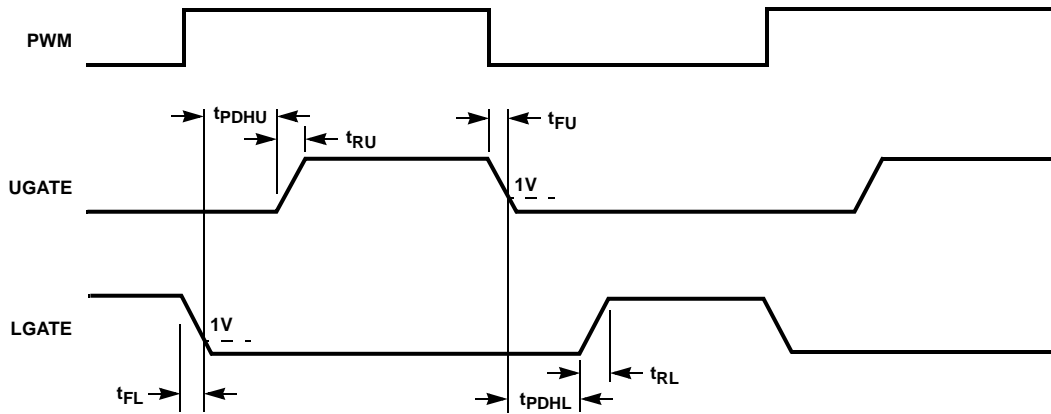 PWM
tPDHU
tRU
tFU
UGATE
1V
LGATE
1V
tFL
tRL
tPDHL